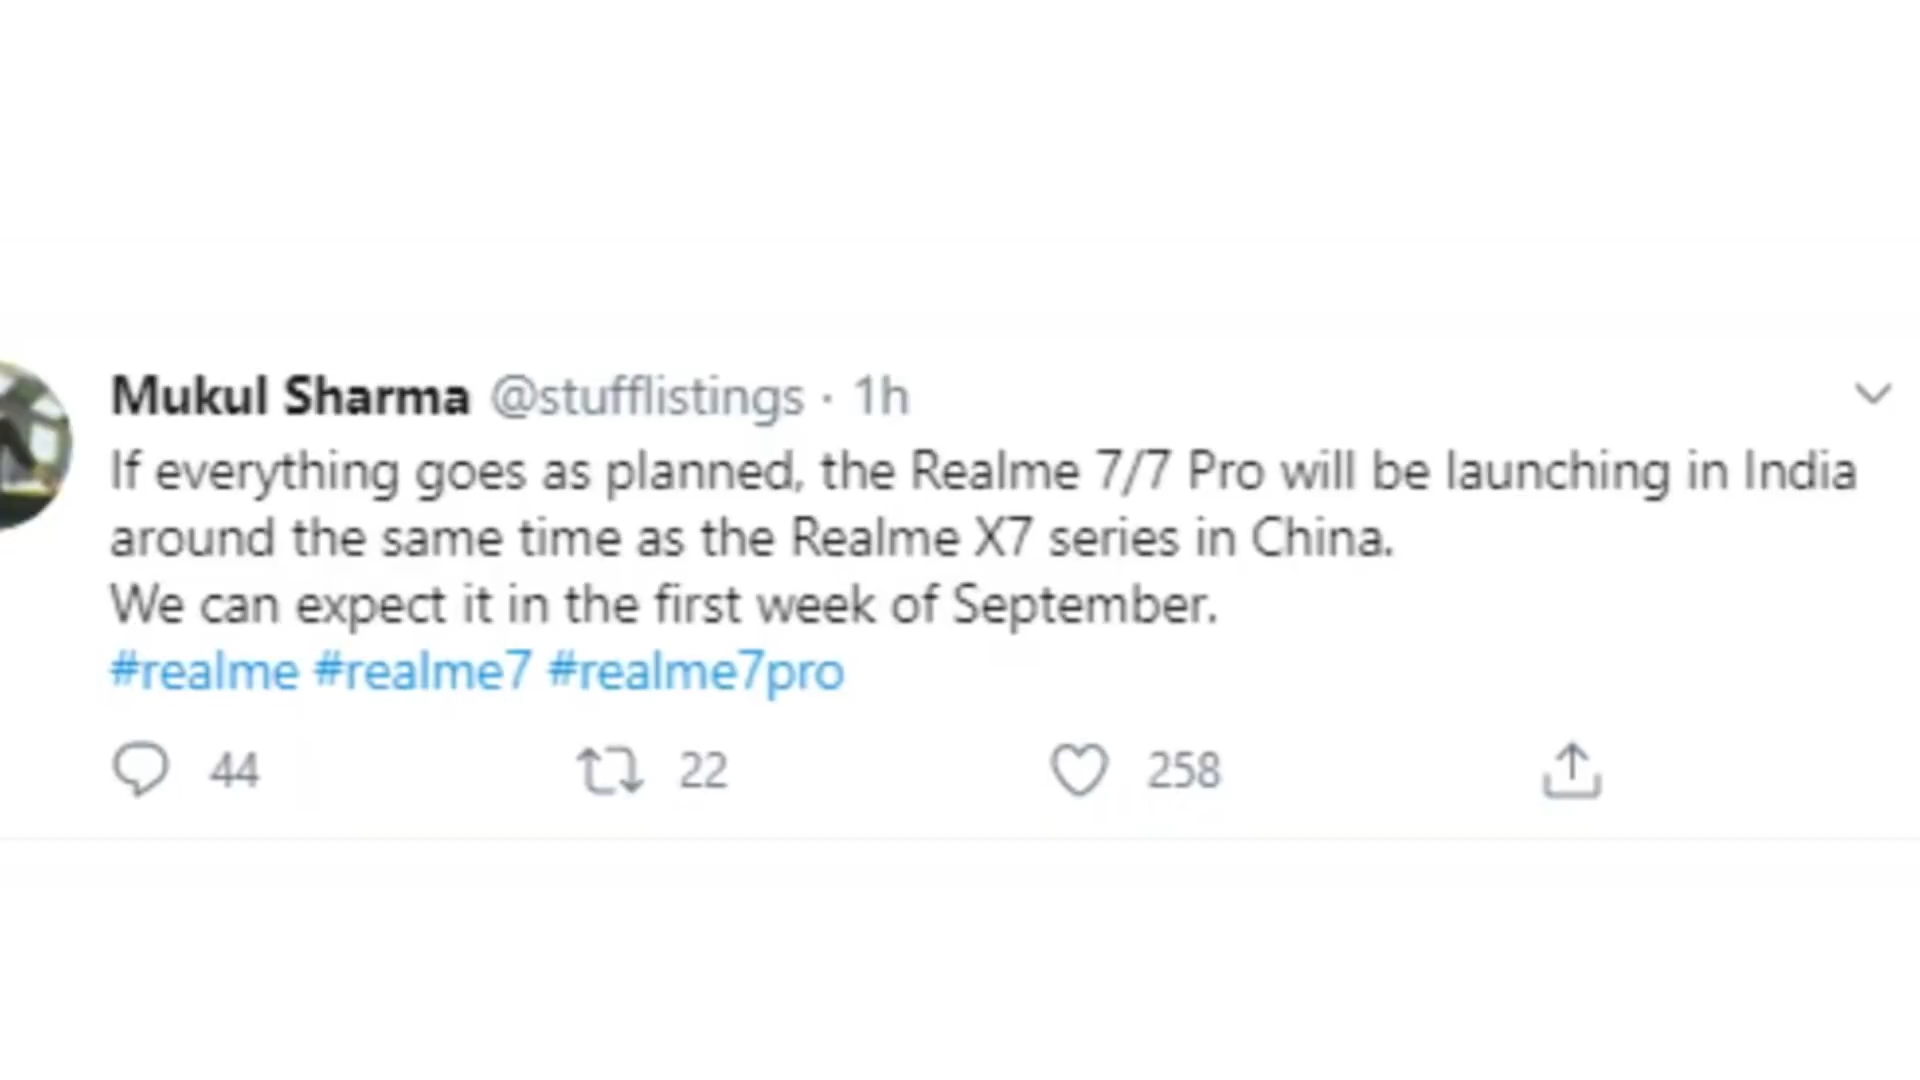 Mukul Sharma @stufflistings · 1h
If everything goes as planned, the Realme 7/7 Pro will be launching in India
around the same time as the Realme X7 series in China.
We can expect it in the first week of September.
#realme #realme7 #realme7pro
44 22 258